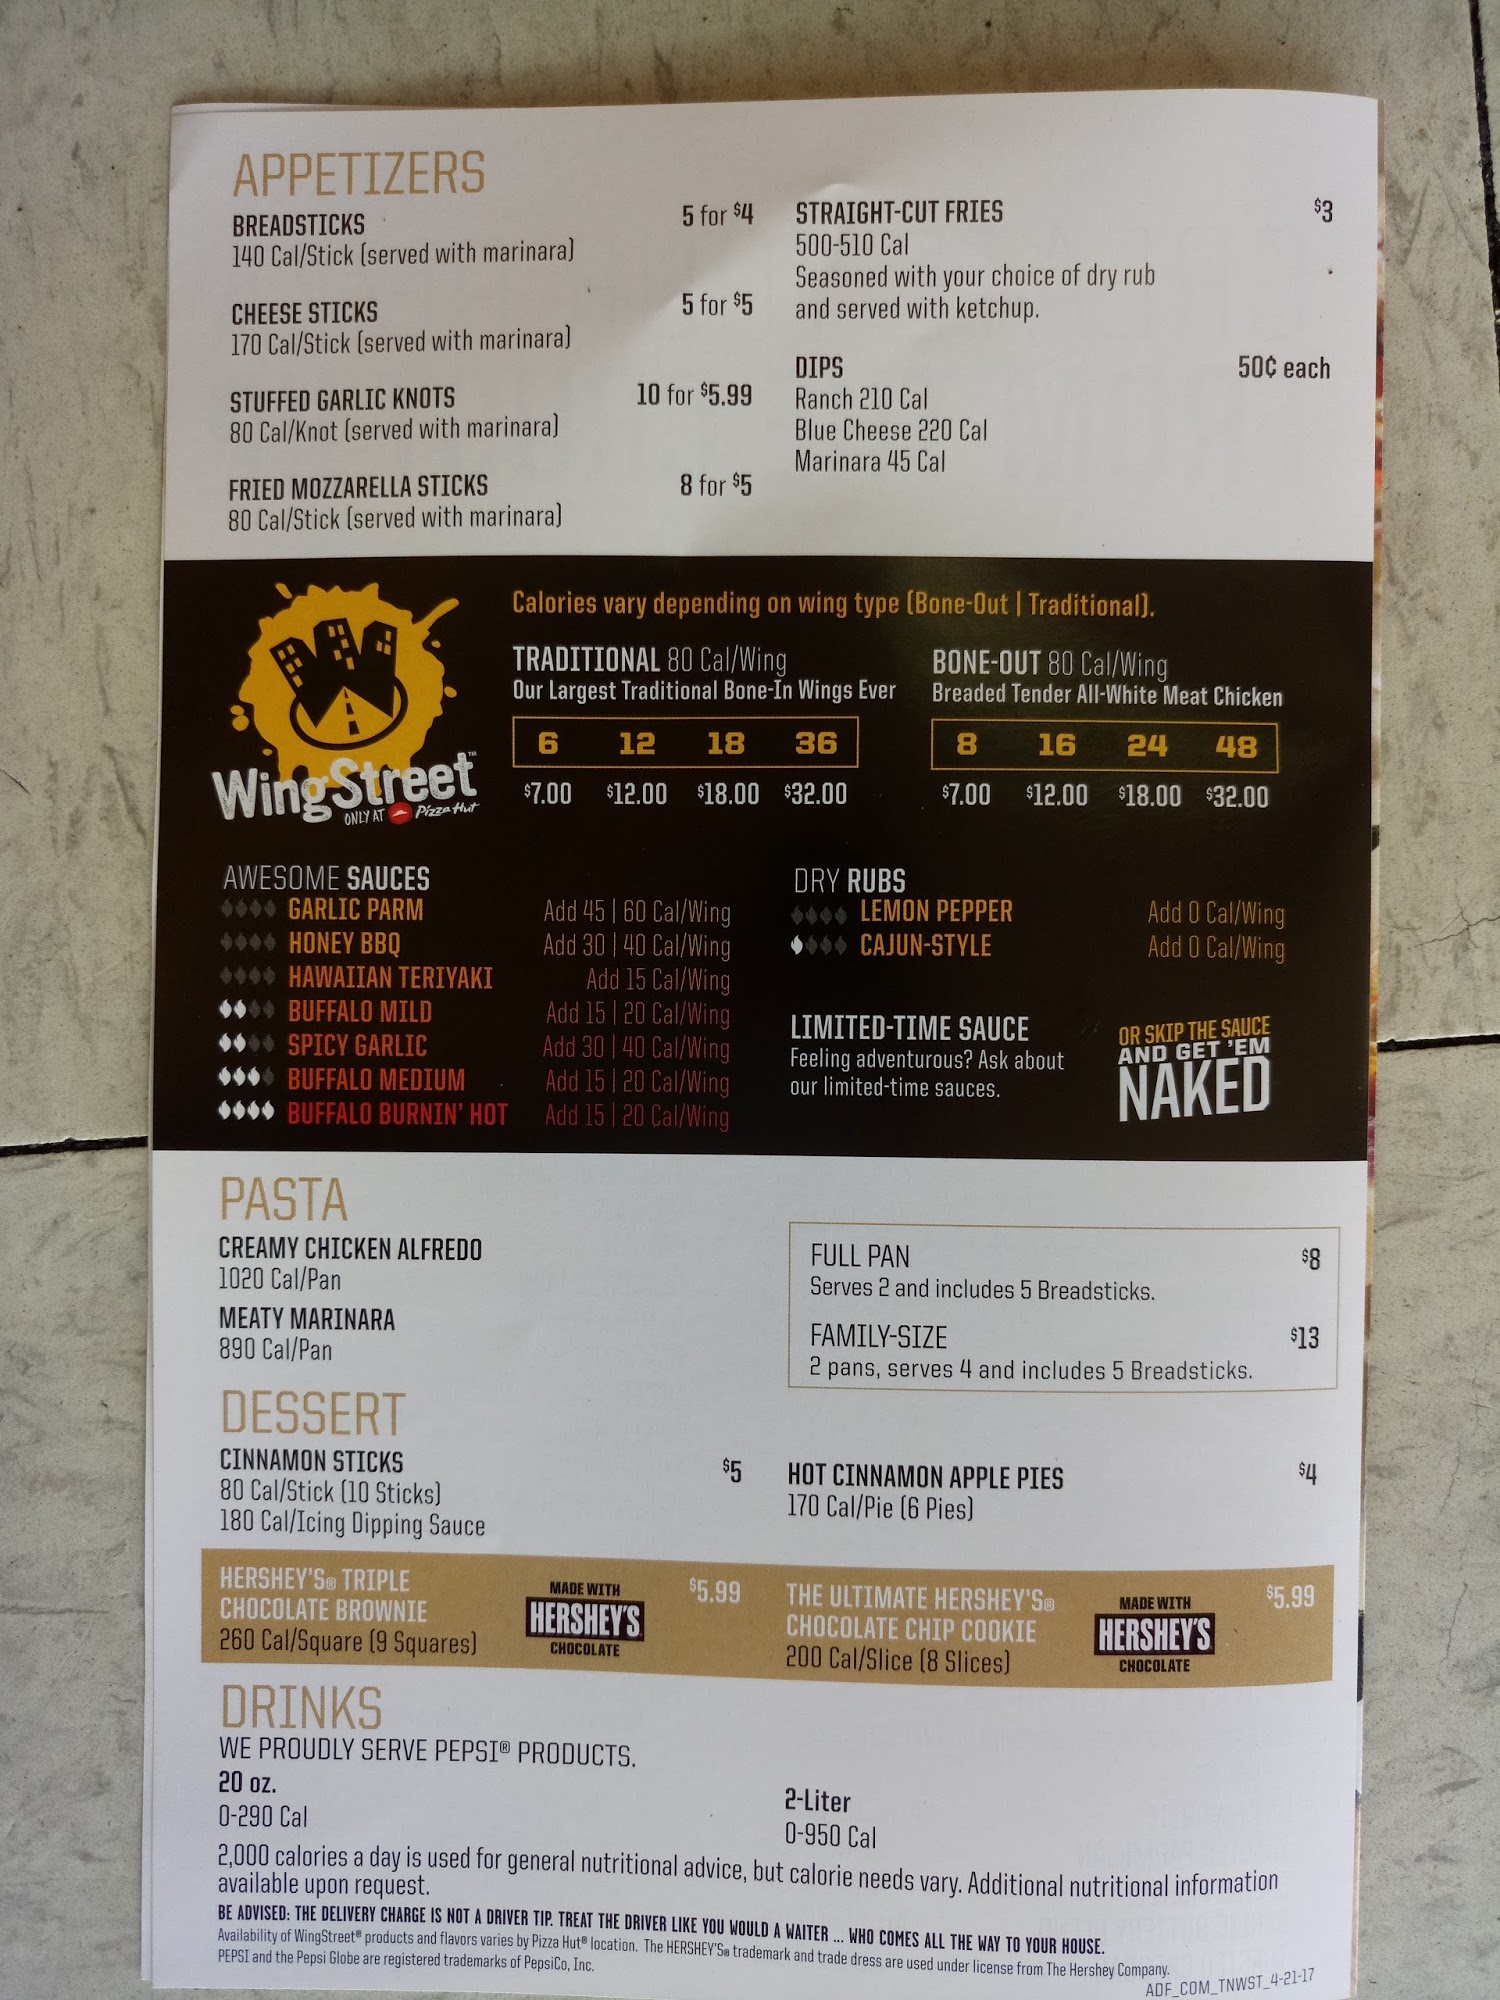 APPETIZERS
BREADSTICKS 5 for $4
140 Cal/Stick (served with marinara)
CHEESE STICKS 5 for $5
170 Cal/Stick (served with marinara)
STUFFED GARLIC KNOTS 10 for $5.99
80 Cal/Knot (served with marinara)
FRIED MOZZARELLA STICKS 8 for $5
80 Cal/Stick (served with marinara)
STRAIGHT-CUT FRIES $3
500-510 Cal
Seasoned with your choice of dry rub
and served with ketchup.
DIPS 50¢ each
Ranch 210 Cal
Blue Cheese 220 Cal
Marinara 45 Cal
WingStreet™
ONLY AT Pizza Hut
Calories vary depending on wing type (Bone-Out | Traditional).
TRADITIONAL 80 Cal/Wing
Our Largest Traditional Bone-In Wings Ever
6 12 18 36
$7.00 $12.00 $18.00 $32.00
BONE-OUT 80 Cal/Wing
Breaded Tender All-White Meat Chicken
8 16 24 48
$7.00 $12.00 $18.00 $32.00
AWESOME SAUCES
GARLIC PARM Add 45 | 60 Cal/Wing
HONEY BBQ Add 30 | 40 Cal/Wing
HAWAIIAN TERIYAKI Add 15 Cal/Wing
BUFFALO MILD Add 15 | 20 Cal/Wing
SPICY GARLIC Add 30 | 40 Cal/Wing
BUFFALO MEDIUM Add 15 | 20 Cal/Wing
BUFFALO BURNIN' HOT Add 15 | 20 Cal/Wing
DRY RUBS
LEMON PEPPER Add 0 Cal/Wing
CAJUN-STYLE Add 0 Cal/Wing
LIMITED-TIME SAUCE
Feeling adventurous? Ask about
our limited-time sauces.
OR SKIP THE SAUCE
AND GET 'EM
NAKED
PASTA
CREAMY CHICKEN ALFREDO
1020 Cal/Pan
MEATY MARINARA
890 Cal/Pan
FULL PAN $8
Serves 2 and includes 5 Breadsticks.
FAMILY-SIZE $13
2 pans, serves 4 and includes 5 Breadsticks.
DESSERT
CINNAMON STICKS $5
80 Cal/Stick (10 Sticks)
180 Cal/Icing Dipping Sauce
HOT CINNAMON APPLE PIES $4
170 Cal/Pie (6 Pies)
HERSHEY'S® TRIPLE
CHOCOLATE BROWNIE
260 Cal/Square (9 Squares)
MADE WITH
HERSHEY'S
CHOCOLATE
$5.99
THE ULTIMATE HERSHEY'S®
CHOCOLATE CHIP COOKIE
200 Cal/Slice (8 Slices)
MADE WITH
HERSHEY'S
CHOCOLATE
$5.99
DRINKS
WE PROUDLY SERVE PEPSI® PRODUCTS.
20 oz.
0-290 Cal
2-Liter
0-950 Cal
2,000 calories a day is used for general nutritional advice, but calorie needs vary. Additional nutritional information
available upon request.
BE ADVISED: THE DELIVERY CHARGE IS NOT A DRIVER TIP. TREAT THE DRIVER LIKE YOU WOULD A WAITER ... WHO COMES ALL THE WAY TO YOUR HOUSE.
Availability of WingStreet® products and flavors varies by Pizza Hut® location. The HERSHEY'S® trademark and trade dress are used under license from The Hershey Company.
PEPSI and the Pepsi Globe are registered trademarks of PepsiCo, Inc.
ADF_COM_TNWST_4-21-17